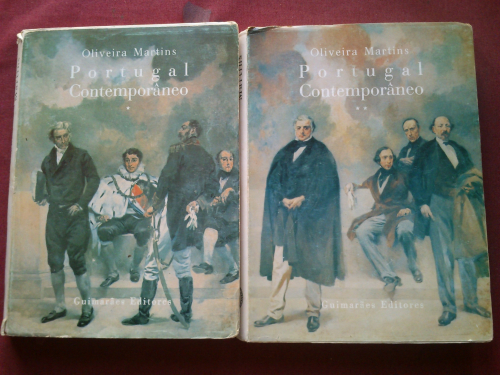 Oliveira Martins
Portugal
Contemporâneo
*
Guimarães Editores
Oliveira Martins
Portugal
Contemporâneo
**
Guimarães Editores